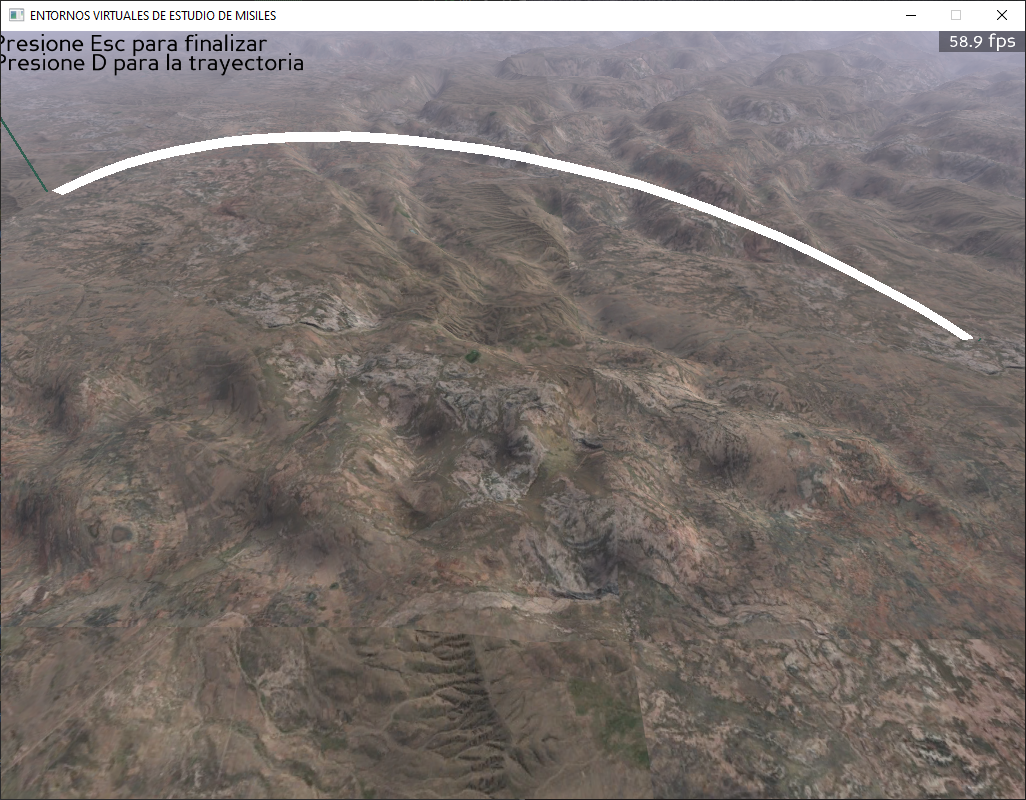 ENTORNOS VIRTUALES DE ESTUDIO DE MISILES
Presione Esc para finalizar
58.9 fps
Presione D para la trayectoria